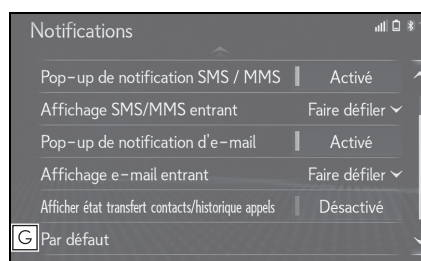 Notifications
Pop-up de notification SMS / MMS Activé
Affichage SMS/MMS entrant Faire défiler
Pop-up de notification d'e-mail Activé
Affichage e-mail entrant Faire défiler
Afficher état transfert contacts/historique appels Désactivé
G Par défaut